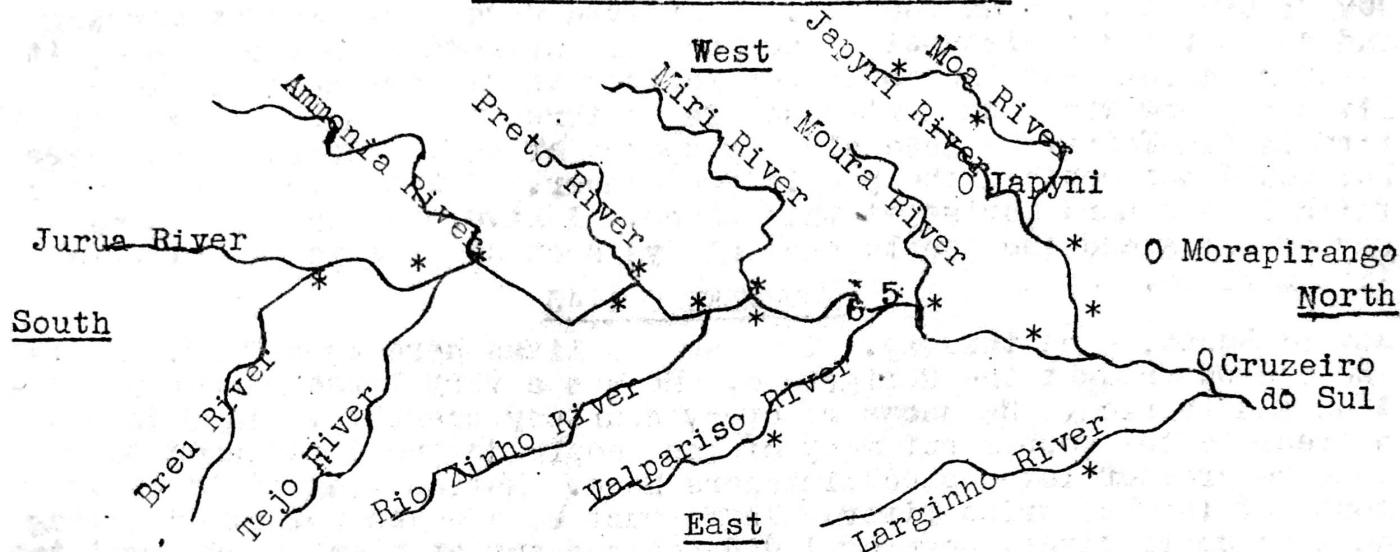 West
Ammonia River
Preto River
Miri River
Moura River
Japyni River
Moa River
O Japyni
Jurua River
O Morapirango
North
South
6 5
O Cruzeiro
do Sul
Breu River
Tejo River
Rio Zinho River
Valpariso River
Larginho River
East